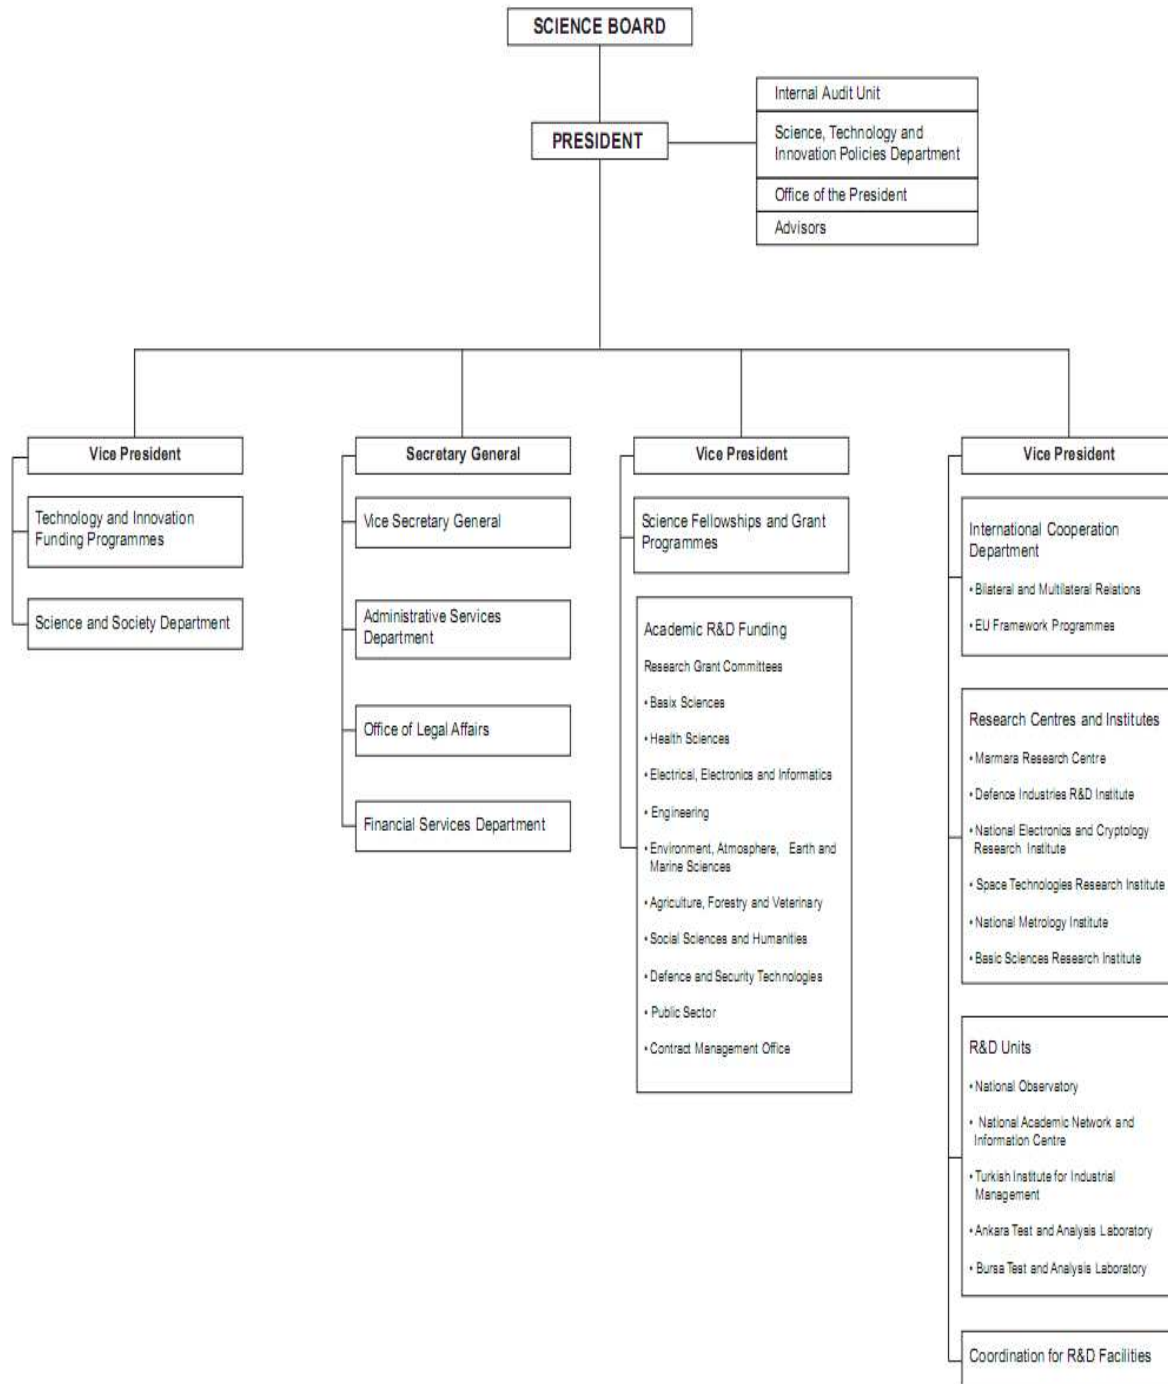 SCIENCE BOARD
PRESIDENT
Internal Audit Unit
Science, Technology and
Innovation Policies Department
Office of the President
Advisors
Vice President
Technology and Innovation
Funding Programmes
Science and Society Department
Secretary General
Vice Secretary General
Administrative Services
Department
Office of Legal Affairs
Financial Services Department
Vice President
Science Fellowships and Grant
Programmes
Academic R&D Funding
Research Grant Committees
• Basix Sciences
• Health Sciences
• Electrical, Electronics and Informatics
• Engineering
• Environment, Atmosphere, Earth and
Marine Sciences
• Agriculture, Forestry and Veterinary
• Social Sciences and Humanities
• Defence and Security Technologies
• Public Sector
• Contract Management Office
Vice President
International Cooperation
Department
• Bilateral and Multilateral Relations
• EU Framework Programmes
Research Centres and Institutes
• Marmara Research Centre
• Defence Industries R&D Institute
• National Electronics and Cryptology
Research Institute
• Space Technologies Research Institute
• National Metrology Institute
• Basic Sciences Research Institute
R&D Units
• National Observatory
• National Academic Network and
Information Centre
• Turkish Institute for Industrial
Management
• Ankara Test and Analysis Laboratory
• Bursa Test and Analysis Laboratory
Coordination for R&D Facilities